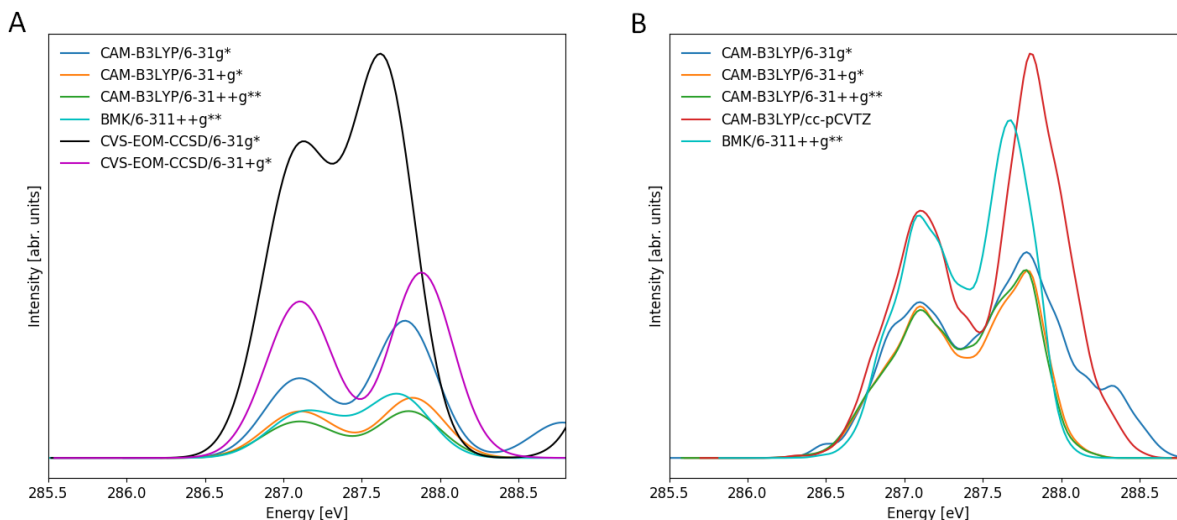 A
CAM-B3LYP/6-31g*
CAM-B3LYP/6-31+g*
CAM-B3LYP/6-31++g**
BMK/6-311++g**
CVS-EOM-CCSD/6-31g*
CVS-EOM-CCSD/6-31+g*
Intensity [abr. units]
285.5 286.0 286.5 287.0 287.5 288.0 288.5
Energy [eV]
B
CAM-B3LYP/6-31g*
CAM-B3LYP/6-31+g*
CAM-B3LYP/6-31++g**
CAM-B3LYP/cc-pCVTZ
BMK/6-311++g**
Intensity [abr. units]
285.5 286.0 286.5 287.0 287.5 288.0 288.5
Energy [eV]